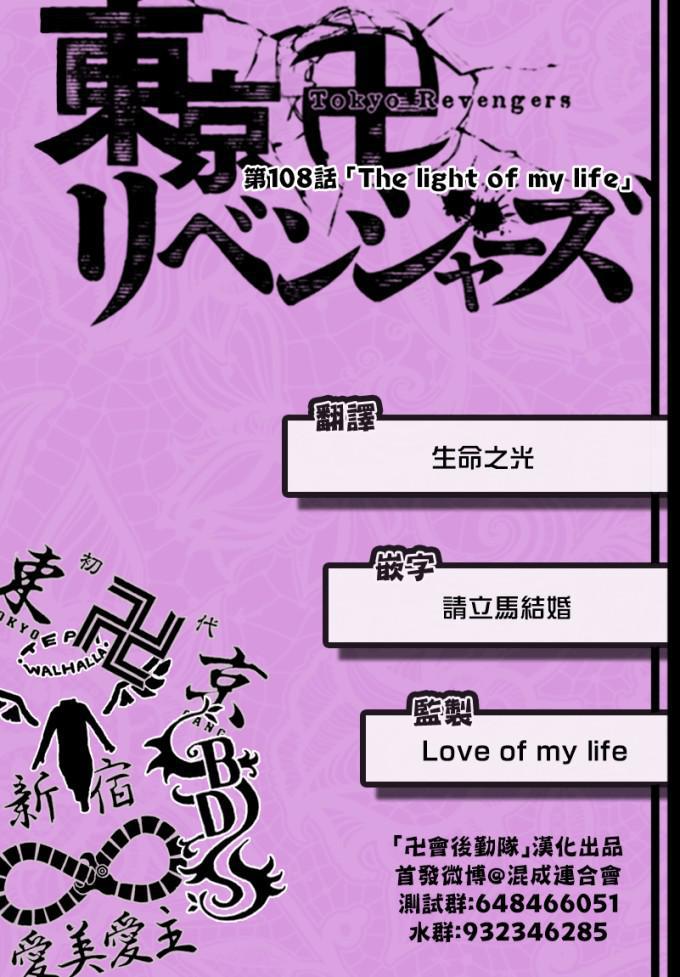 東京卍
Tokyo Revengers
第108話「The light of my life」
リベンジャーズ
翻譯
生命之光
嵌字
請立馬結婚
監製
Love of my life
東
初
卍
代
京
TOKYO
WALHALLA
新宿
BD
愛美愛主
「卍會後勤隊」漢化出品
首發微博@混成連合會
測試群:648466051
水群:932346285